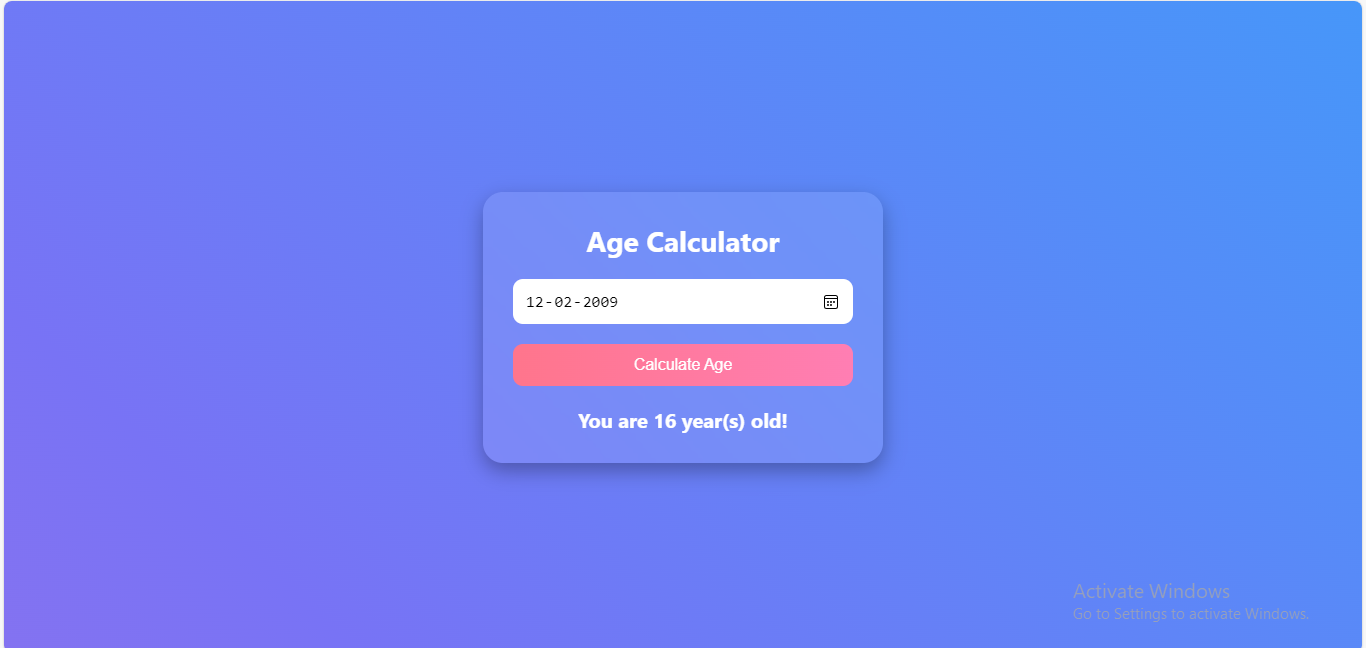 Age Calculator
12-02-2009
Calculate Age
You are 16 year(s) old!
Activate Windows
Go to Settings to activate Windows.